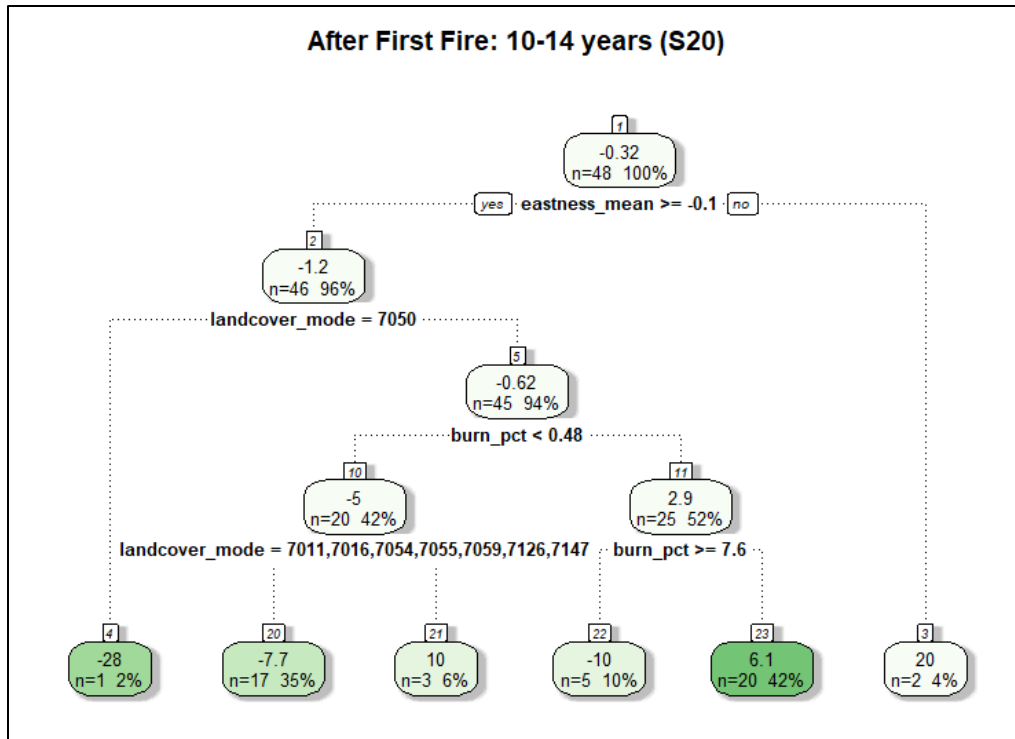 After First Fire: 10-14 years (S20)
1
-0.32
n=48 100%
yes eastness_mean >= -0.1 no
2
-1.2
n=46 96%
landcover_mode = 7050
5
-0.62
n=45 94%
burn_pct < 0.48
10
-5
n=20 42%
11
2.9
n=25 52%
landcover_mode = 7011,7016,7054,7055,7059,7126,7147
burn_pct >= 7.6
4
-28
n=1 2%
20
-7.7
n=17 35%
21
10
n=3 6%
22
-10
n=5 10%
23
6.1
n=20 42%
3
20
n=2 4%